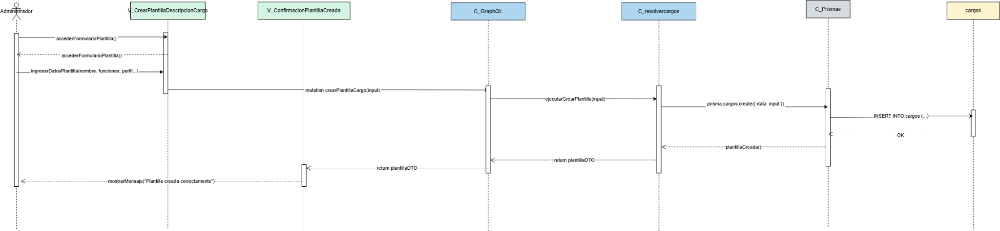 Administrador
V_CrearPlantillaDescripcionCargo
V_ConfirmacionPlantillaCreada
C_GraphQL
C_resolvercargos
C_Prismas
cargos
accederFormularioPlantilla()
accederFormularioPlantilla()
ingresarDatosPlantilla(nombre, funciones, perfil...)
mutation crearPlantillaCargo(input)
ejecutarCrearPlantilla(input)
prisma.cargos.create({ data: input })
INSERT INTO cargos (...)
OK
plantillaCreada()
return plantillaDTO
return plantillaDTO
mostrarMensaje("Plantilla creada correctamente")